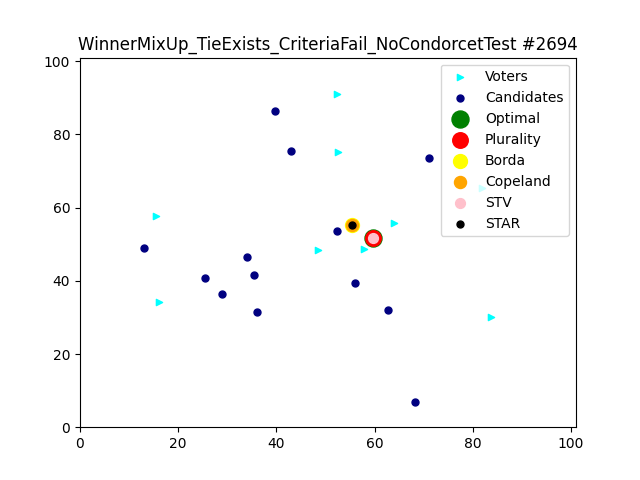 WinnerMixUp_TieExists_CriteriaFail_NoCondorcetTest #2694
100
80
60
40
20
0
0 20 40 60 80 100
Voters
Candidates
Optimal
Plurality
Borda
Copeland
STV
STAR